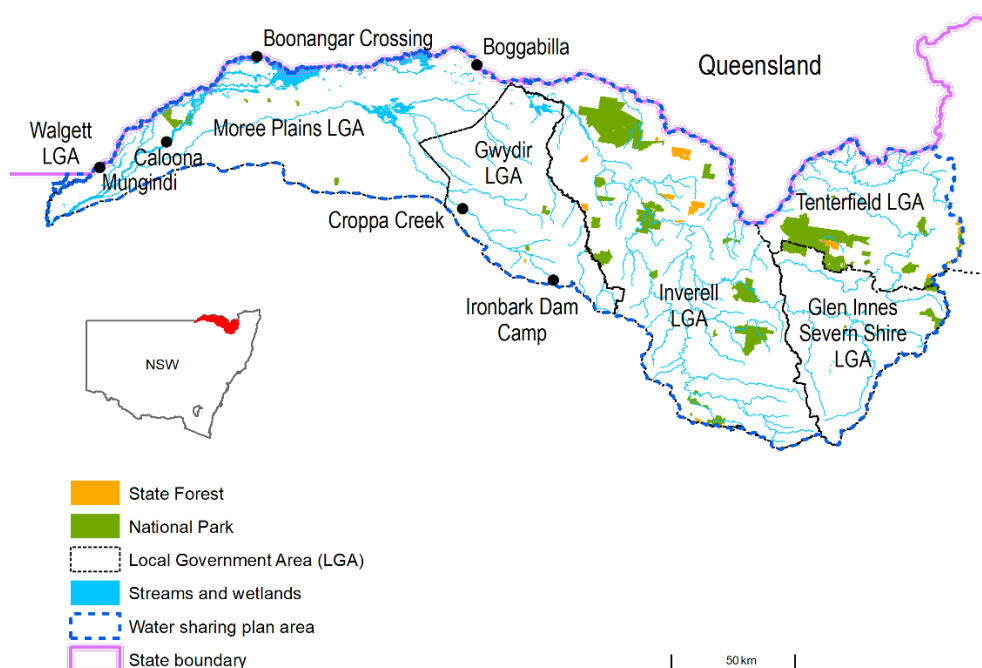 Boonangar Crossing
Boggabilla
Queensland
Walgett
LGA
Moree Plains LGA
Caloona
Mungindi
Gwydir
LGA
Croppa Creek
Tenterfield LGA
Ironbark Dam
Camp
Inverell
LGA
Glen Innes
Severn Shire
LGA
NSW
State Forest
National Park
Local Government Area (LGA)
Streams and wetlands
Water sharing plan area
State boundary
50 km